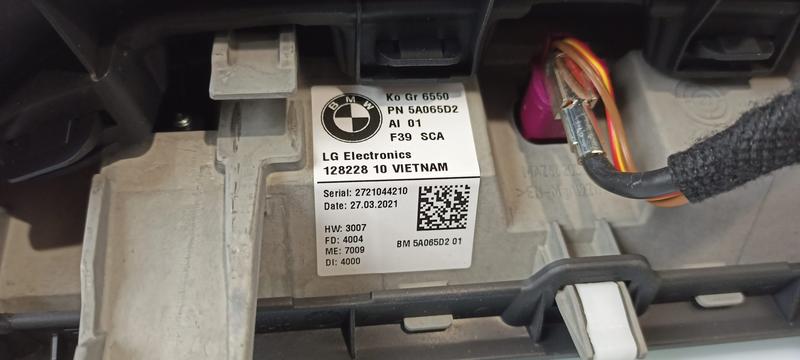 BMW
Ko Gr 6550
PN 5A065D2
AI 01
F39 SCA
LG Electronics
128228 10 VIETNAM
Serial: 2721044210
Date: 27.03.2021
HW: 3007
FD: 4004
ME: 7009
DI: 4000
BM 5A065D2 01